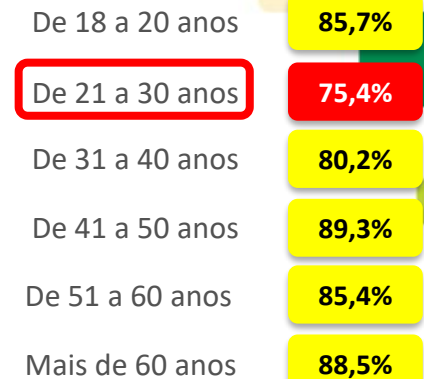 De 18 a 20 anos 85,7%
De 21 a 30 anos 75,4%
De 31 a 40 anos 80,2%
De 41 a 50 anos 89,3%
De 51 a 60 anos 85,4%
Mais de 60 anos 88,5%